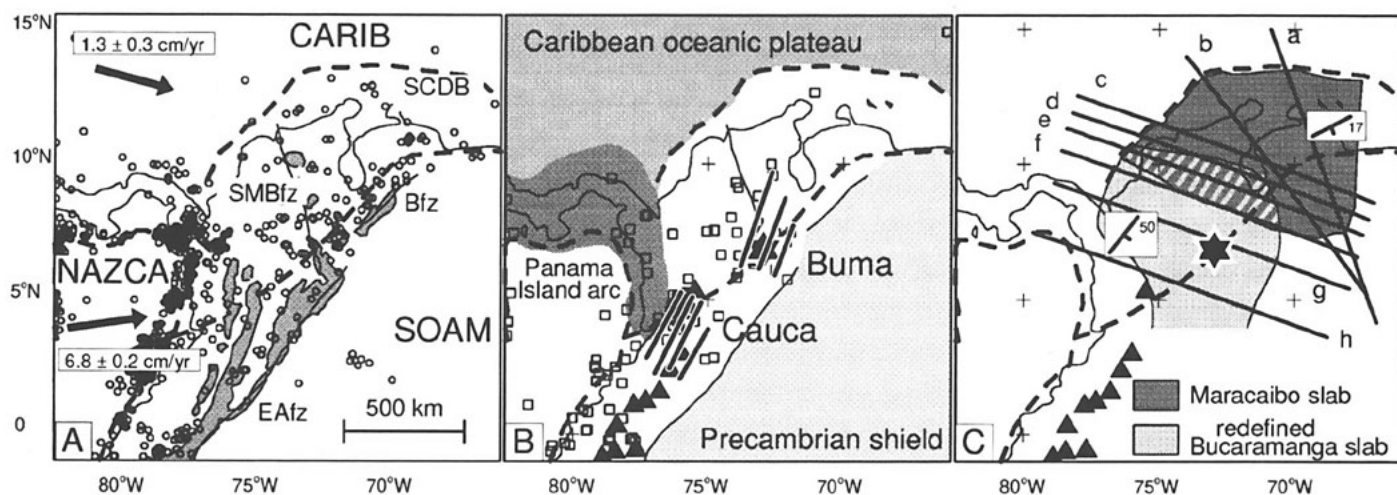 15°N
10°N
5°N
0
1.3 ± 0.3 cm/yr
CARIB
SCDB
SMBfz
Bfz
NAZCA
SOAM
6.8 ± 0.2 cm/yr
EAfz
500 km
A
80°W
75°W
70°W
Caribbean oceanic plateau
Panama
Island arc
Buma
Cauca
Precambrian shield
B
80°W
75°W
70°W
a
b
c
d
e
f
17
50
g
h
Maracaibo slab
redefined
Bucaramanga slab
C
80°W
75°W
70°W